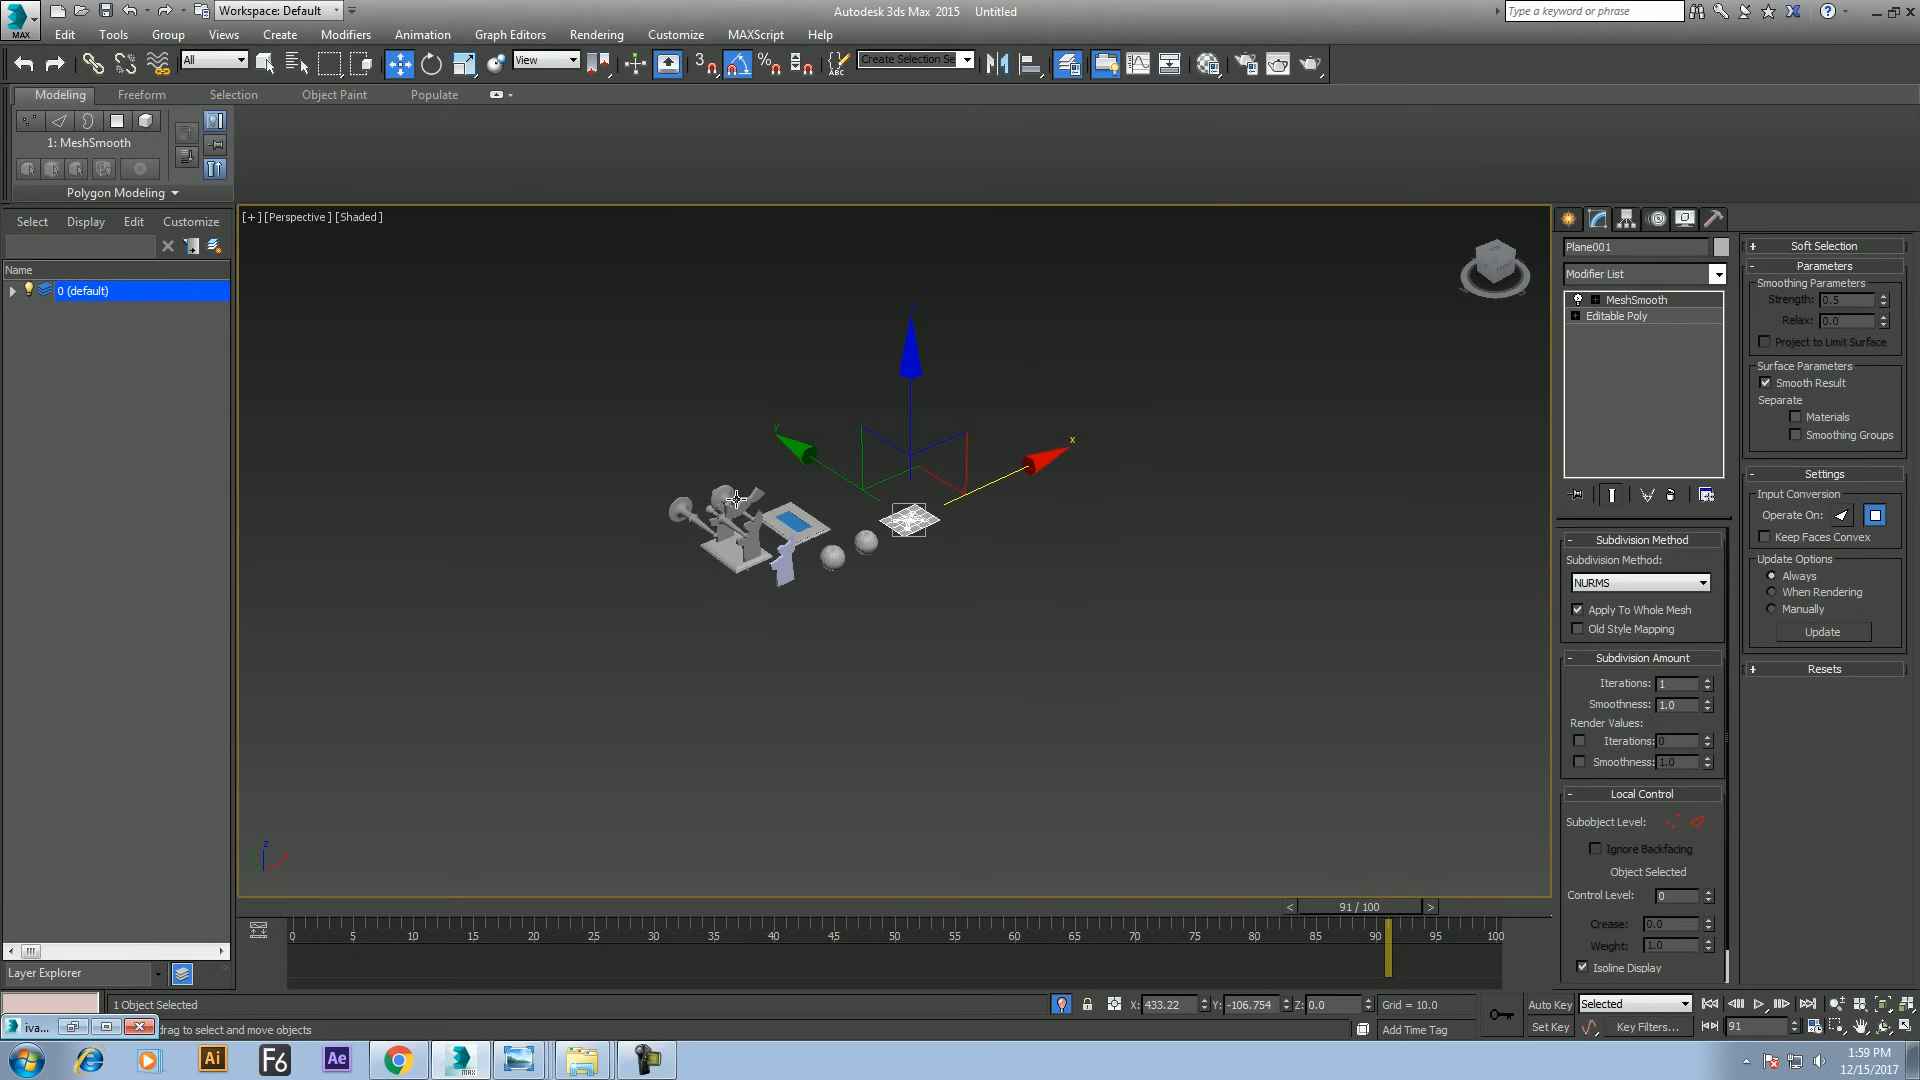 Workspace: Default
Autodesk 3ds Max 2015 Untitled
Type a keyword or phrase
MAX
Edit Tools Group Views Create Modifiers Animation Graph Editors Rendering Customize MAXScript Help
All
View
3
ABC
Create Selection Se
Modeling Freeform Selection Object Paint Populate
1: MeshSmooth
Polygon Modeling
Select Display Edit Customize
Name
0 (default)
[+] [Perspective] [Shaded]
z
y
x
Plane001
Modifier List
MeshSmooth
Editable Poly
Subdivision Method
Subdivision Method:
NURMS
Apply To Whole Mesh
Old Style Mapping
Subdivision Amount
Iterations: 1
Smoothness: 1.0
Render Values:
Iterations: 0
Smoothness: 1.0
Local Control
Subobject Level:
Ignore Backfacing
Object Selected
Control Level: 0
Crease: 0.0
Weight: 1.0
Isoline Display
Soft Selection
Parameters
Smoothing Parameters
Strength: 0.5
Relax: 0.0
Project to Limit Surface
Surface Parameters
Smooth Result
Separate
Materials
Smoothing Groups
Settings
Input Conversion
Operate On:
Keep Faces Convex
Update Options
Always
When Rendering
Manually
Update
Resets
z
< 91 / 100 >
0 5 10 15 20 25 30 35 40 45 50 55 60 65 70 75 80 85 90 95 100
Layer Explorer
1 Object Selected
X: 433.22 Y: -106.754 Z: 0.0 Grid = 10.0
Auto Key Selected
iva...
drag to select and move objects
Add Time Tag
Set Key Key Filters... 91
Ai F6 Ae
MAX
1:59 PM
12/15/2017